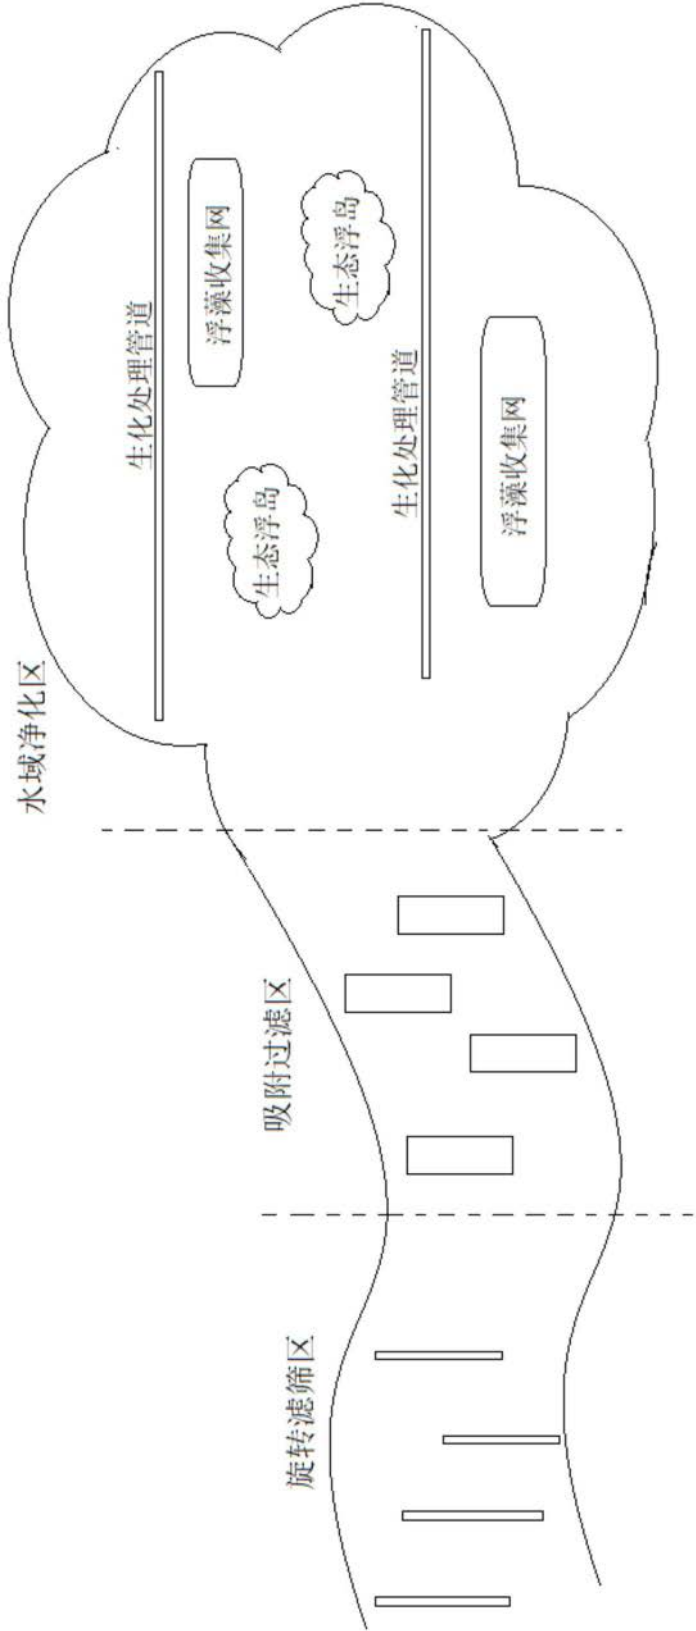 旋转滤筛区
吸附过滤区
水域净化区
生化处理管道
浮藻收集网
生态浮岛
生态浮岛
生化处理管道
浮藻收集网